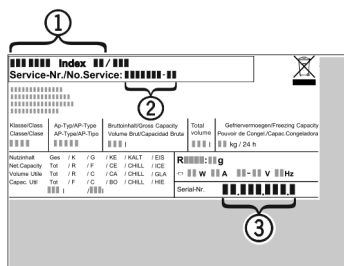 1
Index /
Service-Nr./No.Service: -
2
Klasse/Class Ap-Typ/AP-Type Bruttoinhalt/Gross Capacity Total Gefriervermoegen/Freezing Capacity
Classe/Clase AP-Type/AP-Tipo Volume Brut/Capacidad Bruta volume Pouvoir de Congel./Capac.Congeladora
l l kg / 24 h
Nutzinhalt Ges / K / G / KE / KALT / EIS
Net.Capacity Tot / R / F / CE / CHILL / ICE
Volume Utile Tot / R / C / CA / CHILL / GLA
Capec. Util Tot / F / C / BO / CHILL / HIE
l / l
R : g
W A - V Hz
Serial-Nr. . . .
3